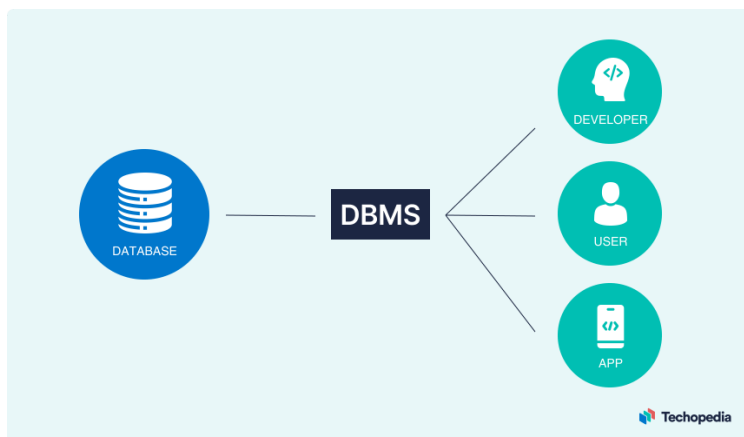 DATABASE
DBMS
</>
DEVELOPER
USER
</>
APP
Techopedia